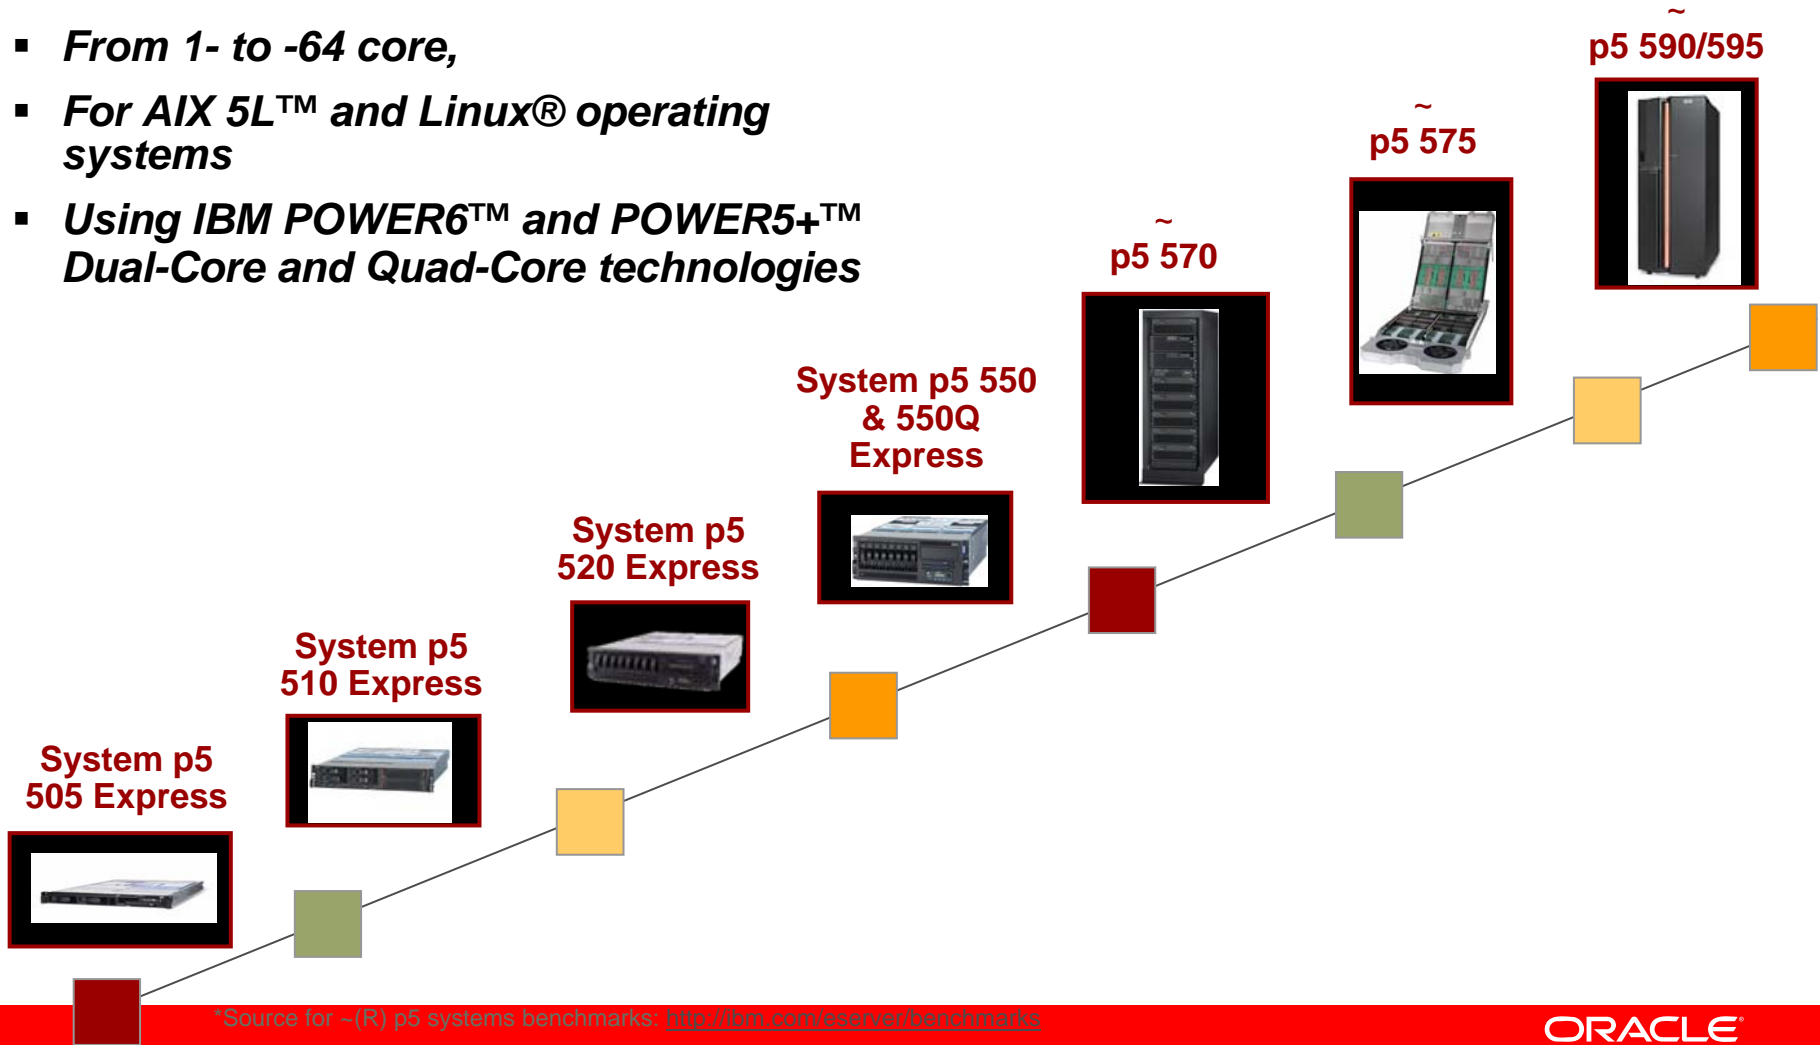 ▪ From 1- to -64 core,
▪ For AIX 5L™ and Linux® operating
systems
▪ Using IBM POWER6™ and POWER5+™
Dual-Core and Quad-Core technologies
~
p5 590/595
~
p5 575
~
p5 570
System p5 550
& 550Q
Express
System p5
520 Express
System p5
510 Express
System p5
505 Express
*Source for ~(R) p5 systems benchmarks: http://ibm.com/eserver/benchmarks
ORACLE®